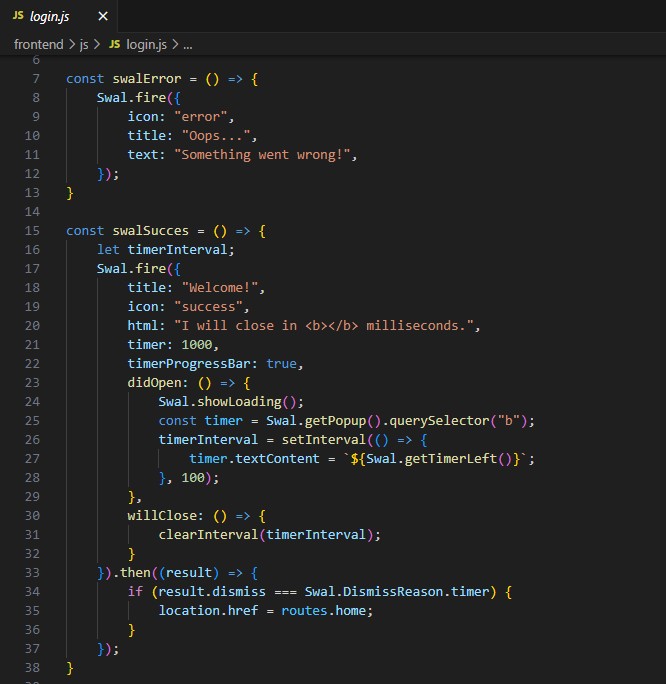 JS login.js ×
frontend > js > JS login.js > ...
6
7 const swalError = () => {
8     Swal.fire({
9         icon: "error",
10         title: "Oops...",
11         text: "Something went wrong!",
12     });
13 }
14
15 const swalSucces = () => {
16     let timerInterval;
17     Swal.fire({
18         title: "Welcome!",
19         icon: "success",
20         html: "I will close in <b></b> milliseconds.",
21         timer: 1000,
22         timerProgressBar: true,
23         didOpen: () => {
24             Swal.showLoading();
25             const timer = Swal.getPopup().querySelector("b");
26             timerInterval = setInterval(() => {
27                 timer.textContent = `${Swal.getTimerLeft()}`;
28             }, 100);
29         },
30         willClose: () => {
31             clearInterval(timerInterval);
32         }
33     }).then((result) => {
34         if (result.dismiss === Swal.DismissReason.timer) {
35             location.href = routes.home;
36         }
37     });
38 }